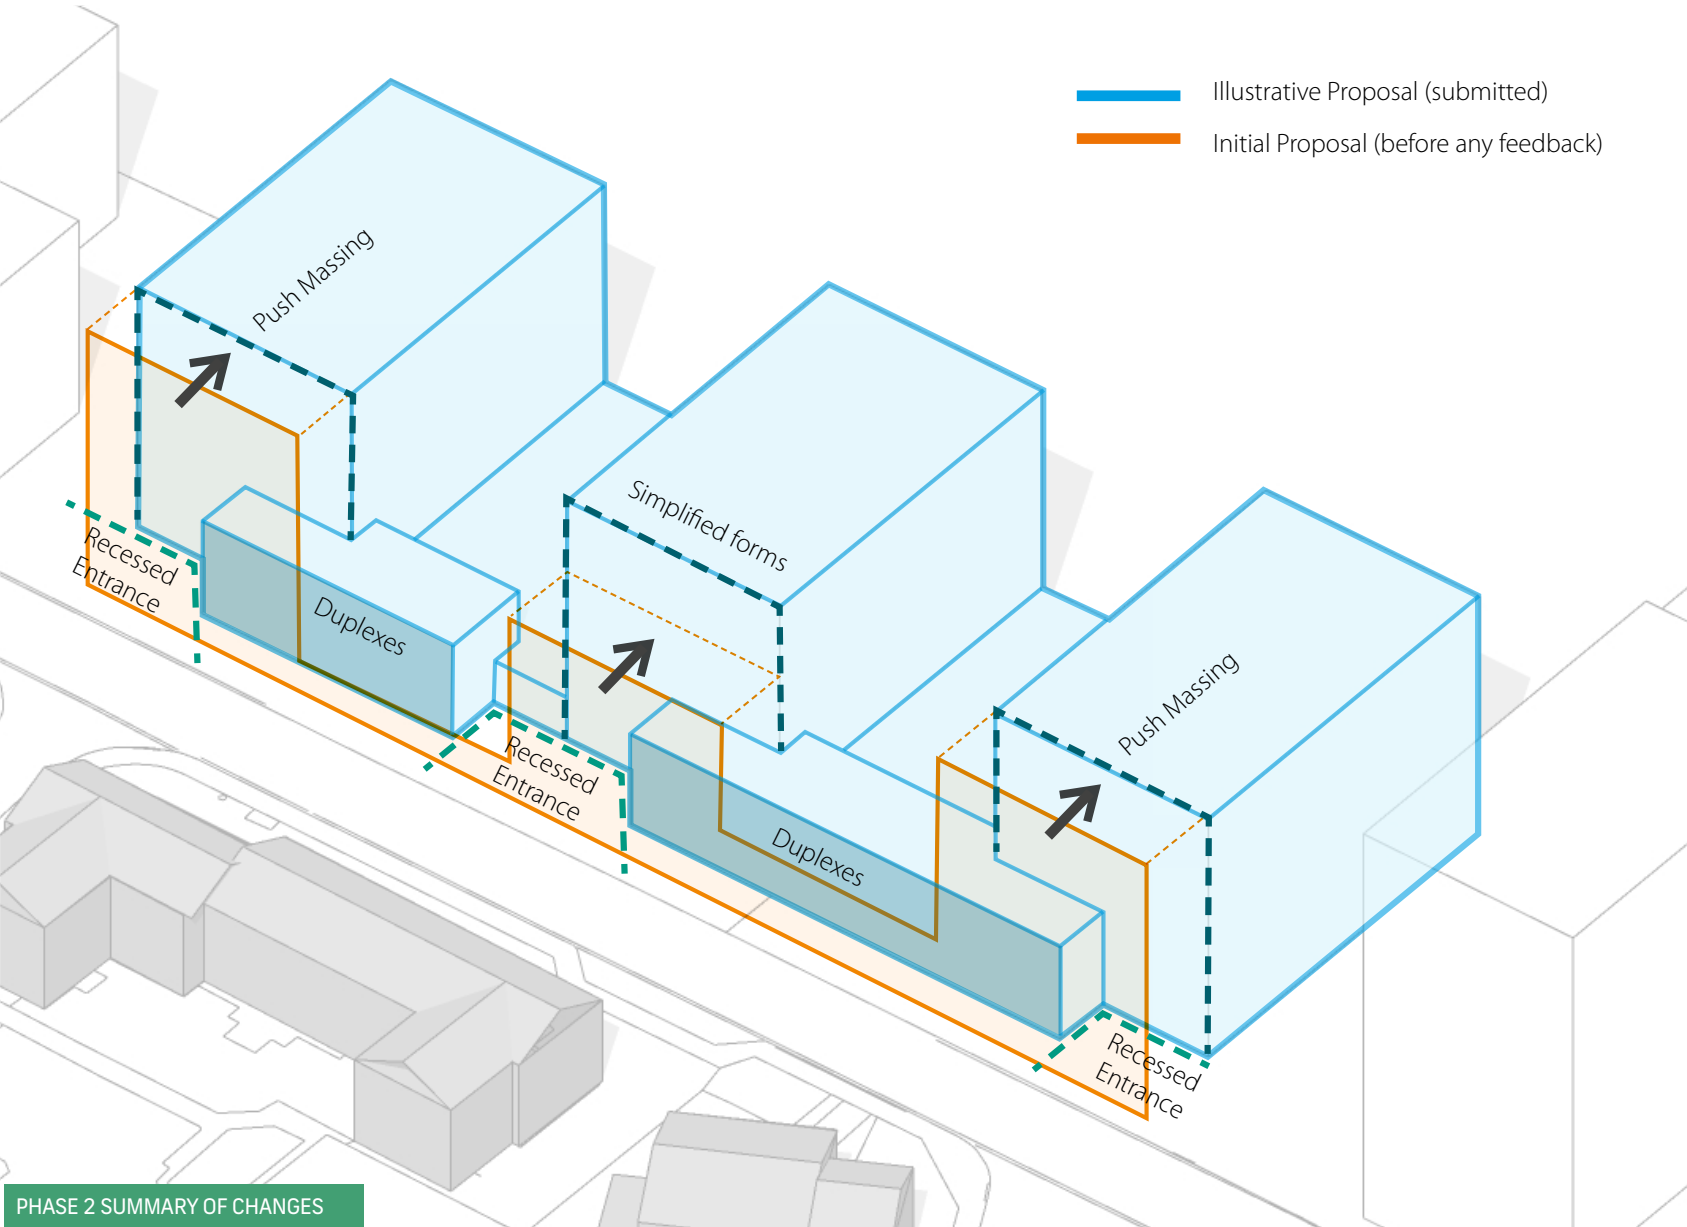 Illustrative Proposal (submitted)
Initial Proposal (before any feedback)
Push Massing
Simplified forms
Push Massing
Recessed
Entrance
Duplexes
Recessed
Entrance
Duplexes
Recessed
Entrance
PHASE 2 SUMMARY OF CHANGES